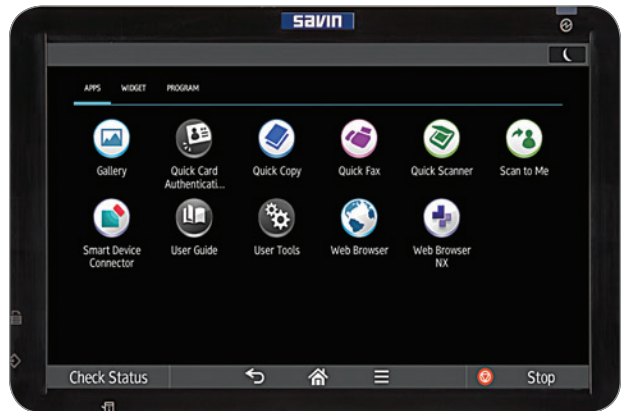 savin
APPS WIDGET PROGRAM
Gallery
Quick Card
Authenticati...
Quick Copy
Quick Fax
Quick Scanner
Scan to Me
Smart Device
Connector
User Guide
User Tools
Web Browser
Web Browser
NX
Check Status
Stop